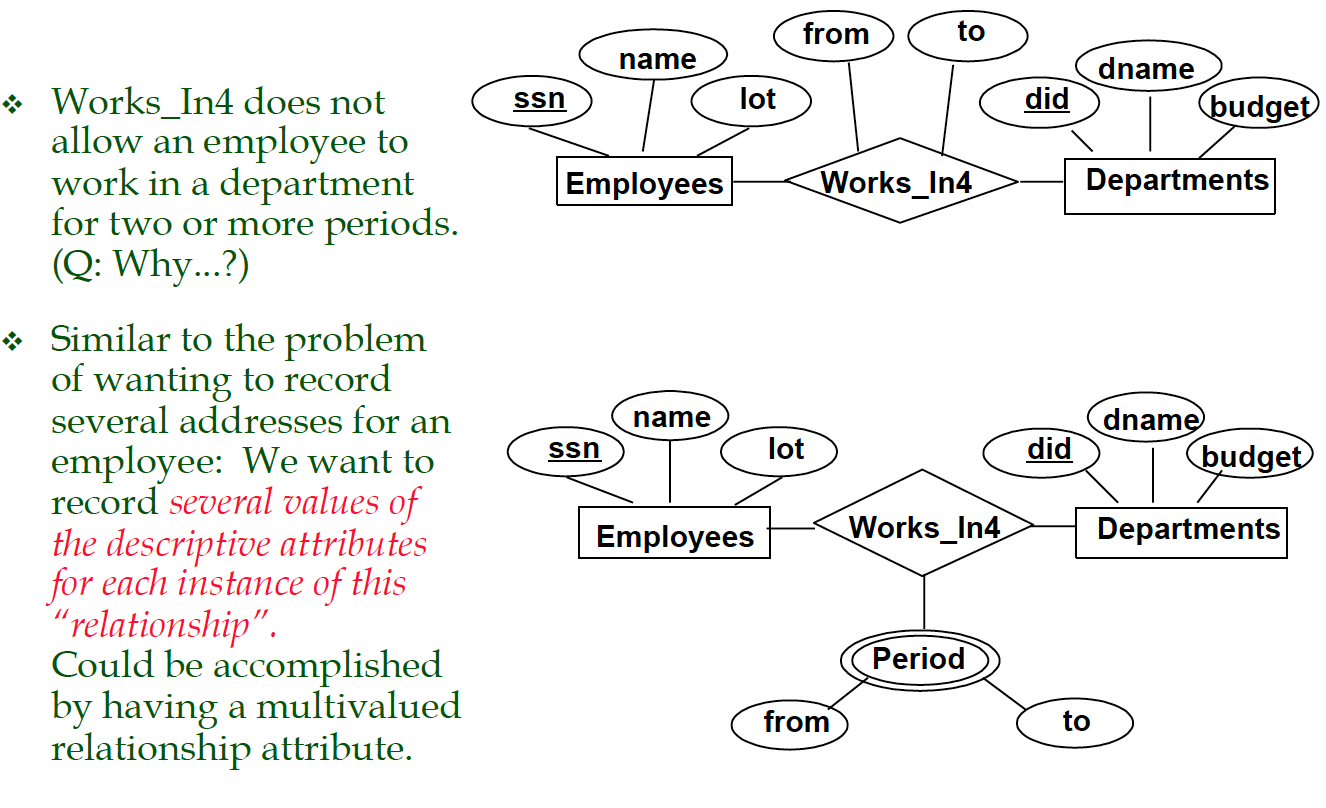 ❖ Works_In4 does not
allow an employee to
work in a department
for two or more periods.
(Q: Why...?)
❖ Similar to the problem
of wanting to record
several addresses for an
employee: We want to
record several values of
the descriptive attributes
for each instance of this
“relationship”.
Could be accomplished
by having a multivalued
relationship attribute.
from
to
name
dname
ssn
lot
did
budget
Employees
Works_In4
Departments
name
dname
ssn
lot
did
budget
Employees
Works_In4
Departments
Period
from
to